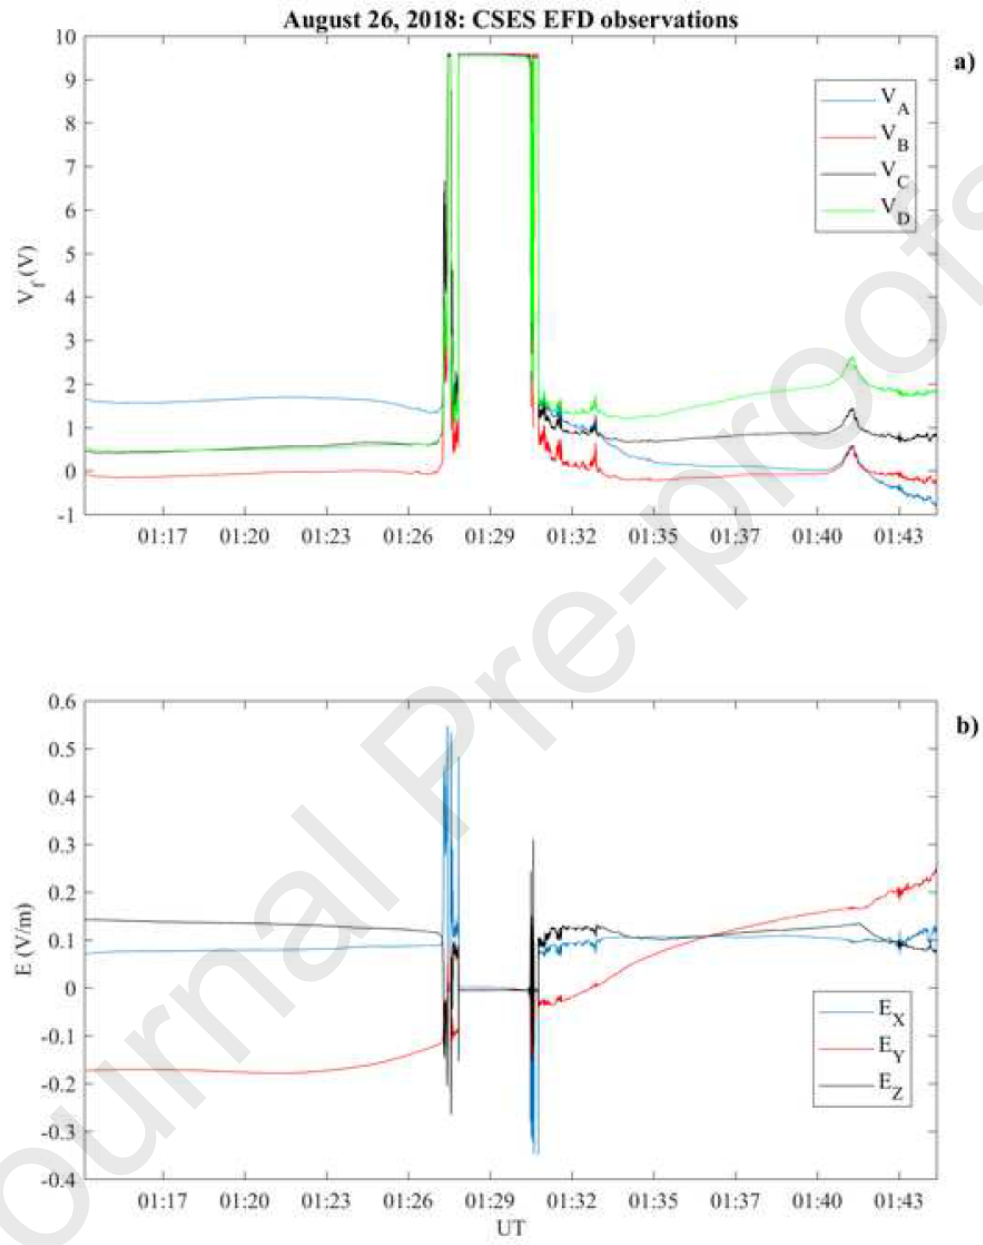 August 26, 2018: CSES EFD observations
a)
10
9
8
7
6
5
4
3
2
1
0
-1
V_f (V)
V_A
V_B
V_C
V_D
01:17 01:20 01:23 01:26 01:29 01:32 01:35 01:37 01:40 01:43
b)
0.6
0.5
0.4
0.3
0.2
0.1
0
-0.1
-0.2
-0.3
-0.4
E (V/m)
E_X
E_Y
E_Z
01:17 01:20 01:23 01:26 01:29 01:32 01:35 01:37 01:40 01:43
UT
ournal Pre-proofs